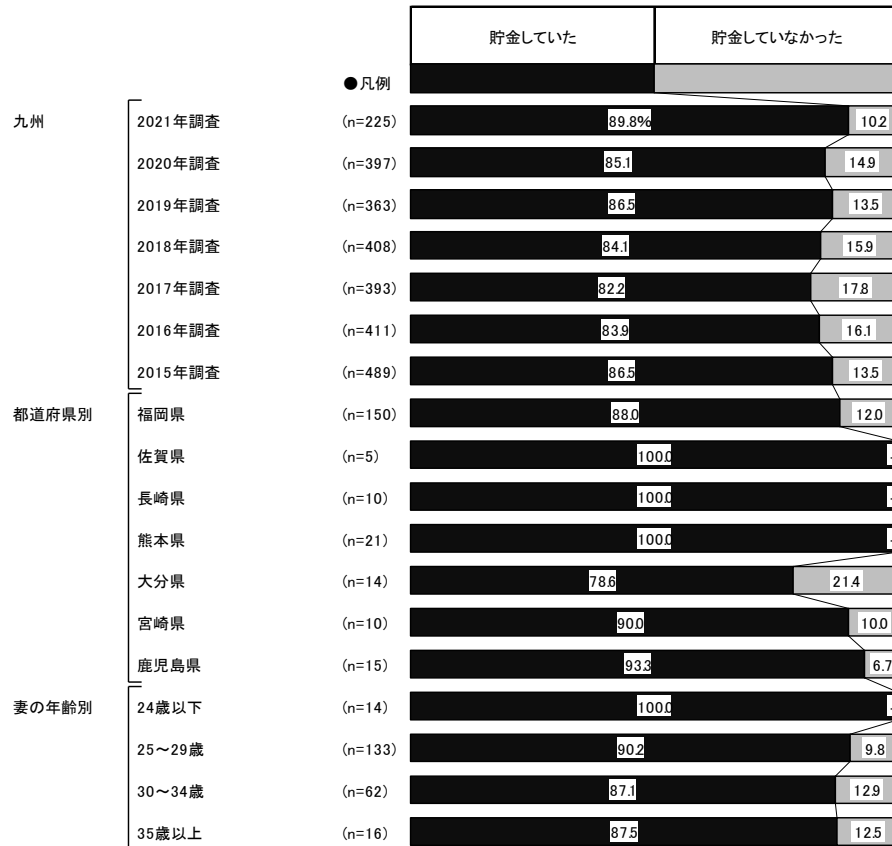 貯金していた 貯金していなかった
●凡例
九州 2021年調査 (n=225) 89.8% 10.2
2020年調査 (n=397) 85.1 14.9
2019年調査 (n=363) 86.5 13.5
2018年調査 (n=408) 84.1 15.9
2017年調査 (n=393) 82.2 17.8
2016年調査 (n=411) 83.9 16.1
2015年調査 (n=489) 86.5 13.5
都道府県別 福岡県 (n=150) 88.0 12.0
佐賀県 (n=5) 100.0 -
長崎県 (n=10) 100.0 -
熊本県 (n=21) 100.0 -
大分県 (n=14) 78.6 21.4
宮崎県 (n=10) 90.0 10.0
鹿児島県 (n=15) 93.3 6.7
妻の年齢別 24歳以下 (n=14) 100.0 -
25～29歳 (n=133) 90.2 9.8
30～34歳 (n=62) 87.1 12.9
35歳以上 (n=16) 87.5 12.5